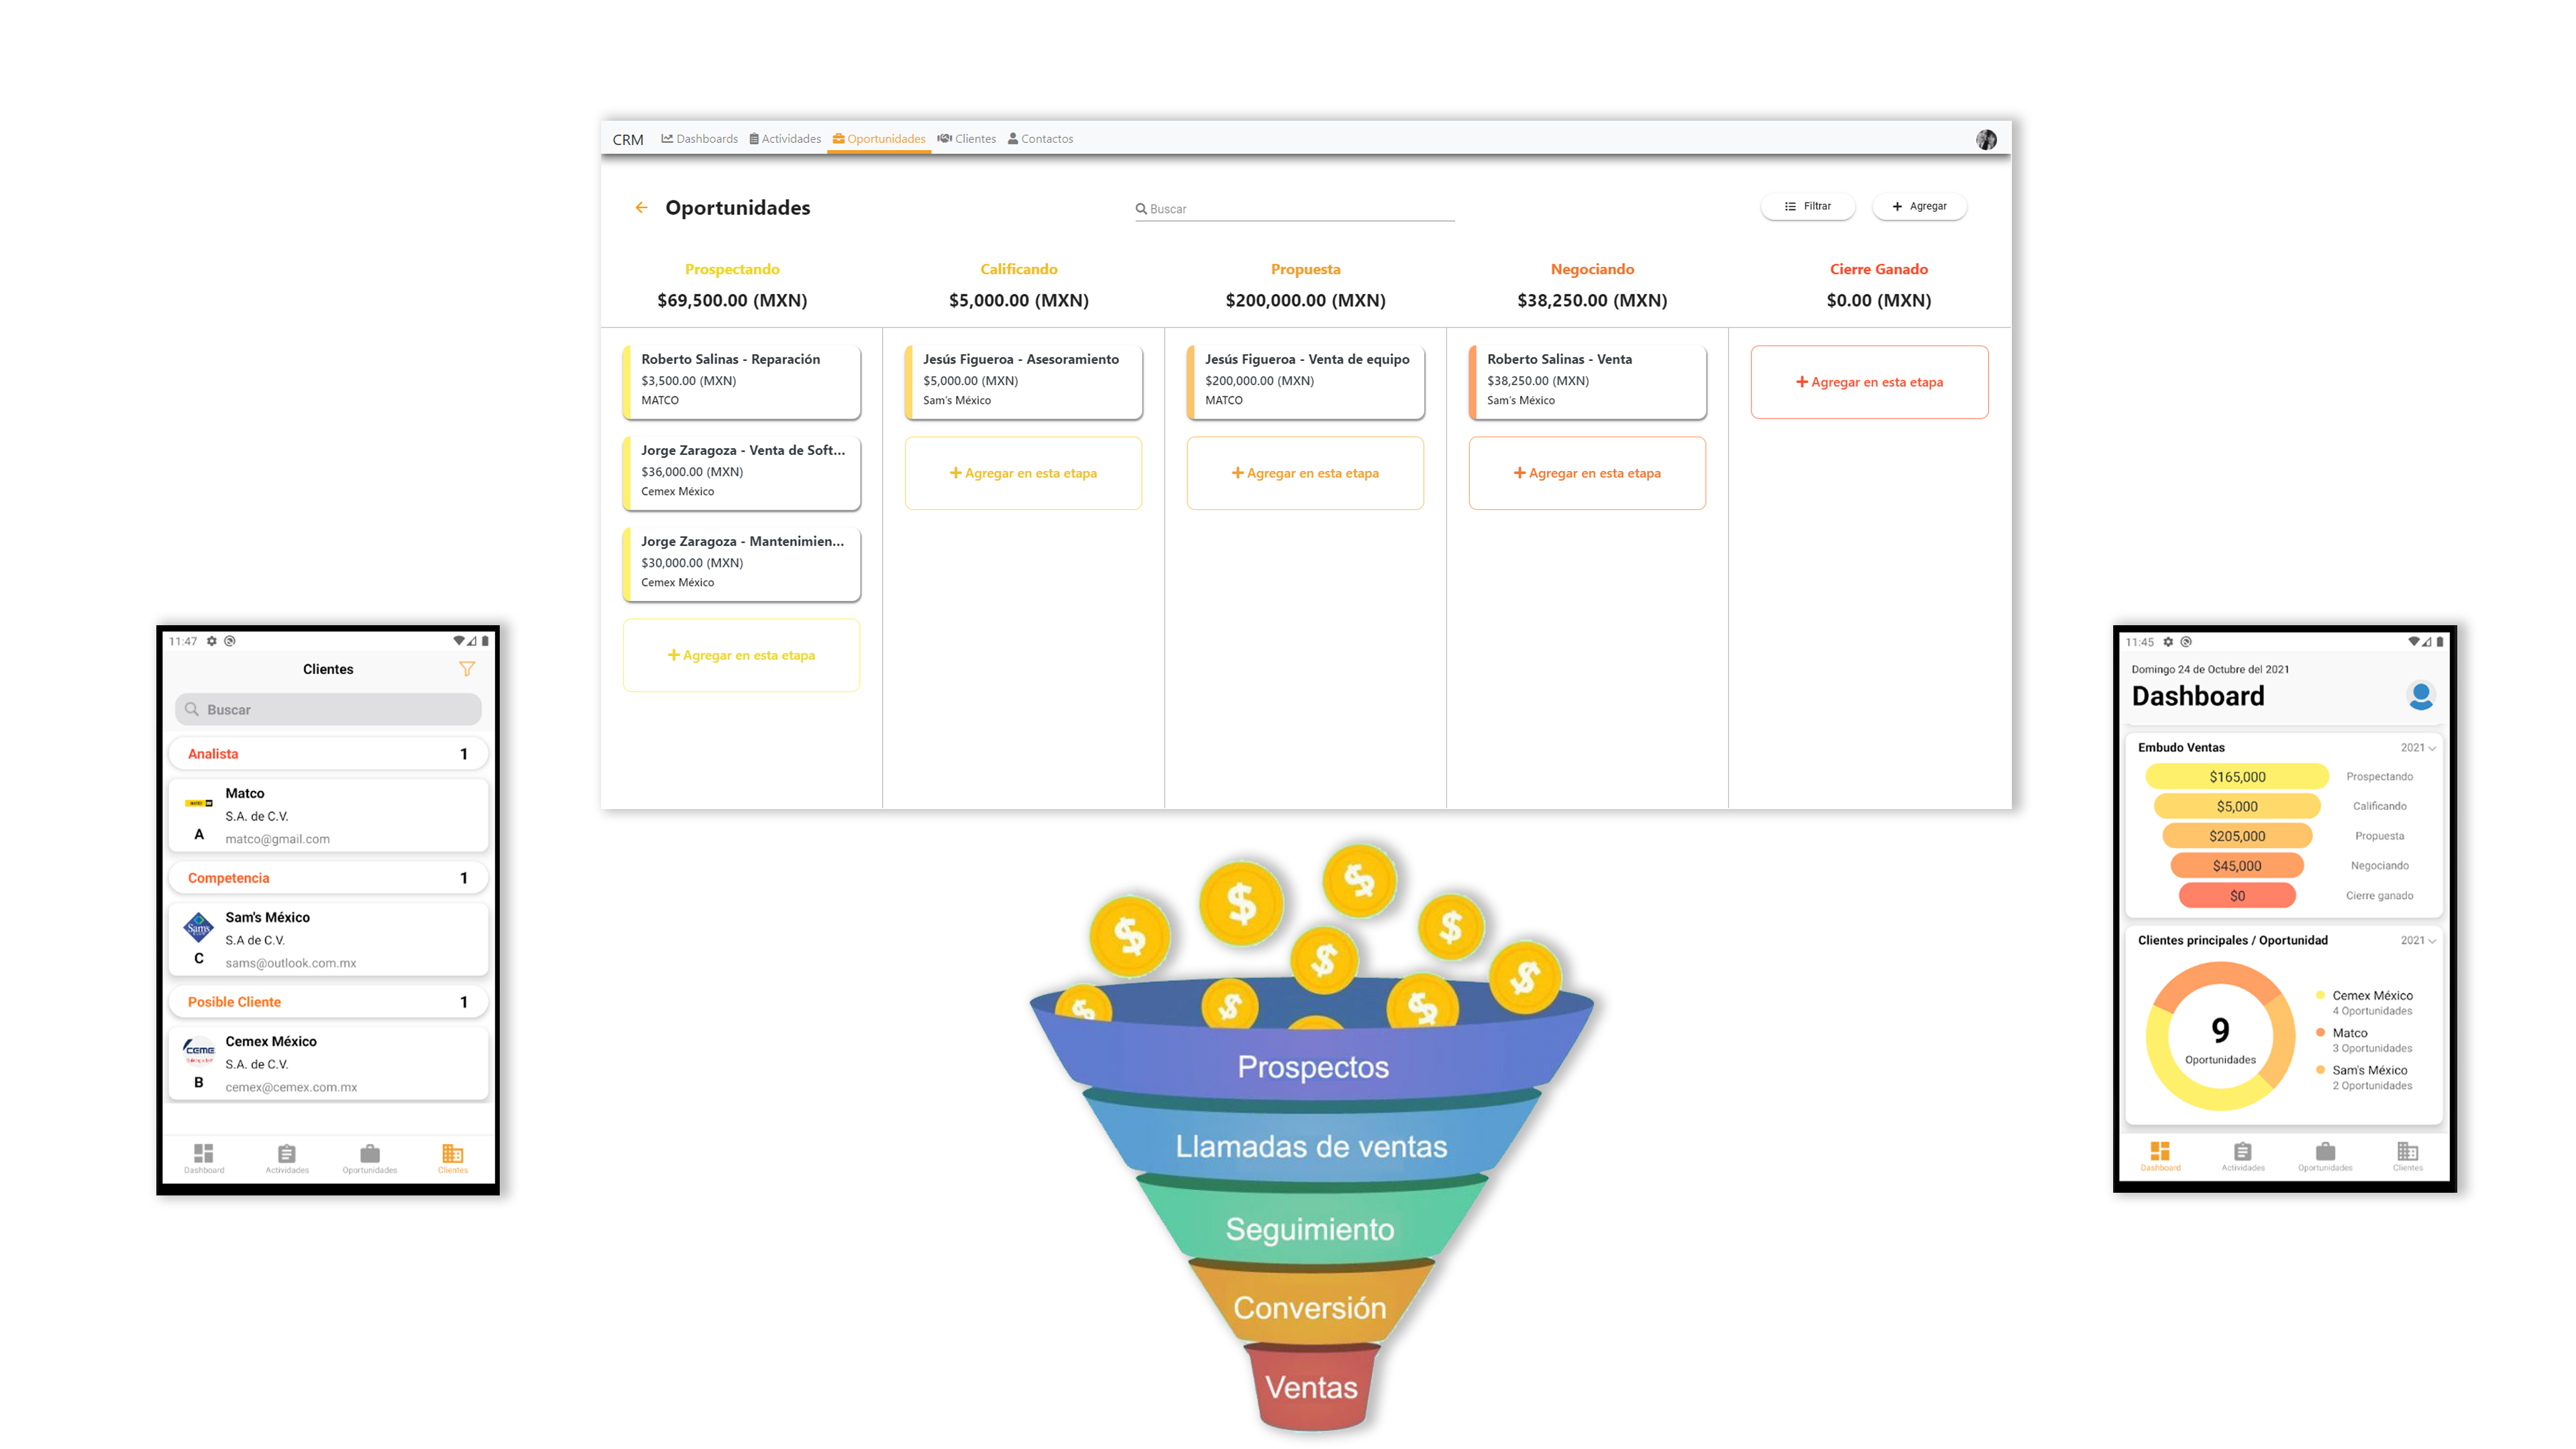 CRM Dashboards Actividades Oportunidades Clientes Contactos
Oportunidades
Buscar
Filtrar
Agregar
Prospectando
$69,500.00 (MXN)
Calificando
$5,000.00 (MXN)
Propuesta
$200,000.00 (MXN)
Negociando
$38,250.00 (MXN)
Cierre Ganado
$0.00 (MXN)
Roberto Salinas - Reparación
$3,500.00 (MXN)
MATCO
Jorge Zaragoza - Venta de Soft...
$36,000.00 (MXN)
Cemex México
Jorge Zaragoza - Mantenimien...
$30,000.00 (MXN)
Cemex México
Agregar en esta etapa
Jesús Figueroa - Asesoramiento
$5,000.00 (MXN)
Sam's México
Agregar en esta etapa
Jesús Figueroa - Venta de equipo
$200,000.00 (MXN)
MATCO
Agregar en esta etapa
Roberto Salinas - Venta
$38,250.00 (MXN)
Sam's México
Agregar en esta etapa
Agregar en esta etapa
11:47
Clientes
Buscar
Analista 1
Matco
S.A. de C.V.
A
matco@gmail.com
Competencia 1
Sams
Sam's México
S.A de C.V.
C
sams@outlook.com.mx
Posible Cliente 1
Cemex México
S.A. de C.V.
B
cemex@cemex.com.mx
Dashboard Actividades Oportunidades Clientes
Prospectos
Llamadas de ventas
Seguimiento
Conversión
Ventas
11:45
Domingo 24 de Octubre del 2021
Dashboard
Embudo Ventas 2021
$165,000 Prospectando
$5,000 Calificando
$205,000 Propuesta
$45,000 Negociando
$0 Cierre ganado
Clientes principales / Oportunidad 2021
9
Oportunidades
Cemex México
4 Oportunidades
Matco
3 Oportunidades
Sam's México
2 Oportunidades
Dashboard Actividades Oportunidades Clientes